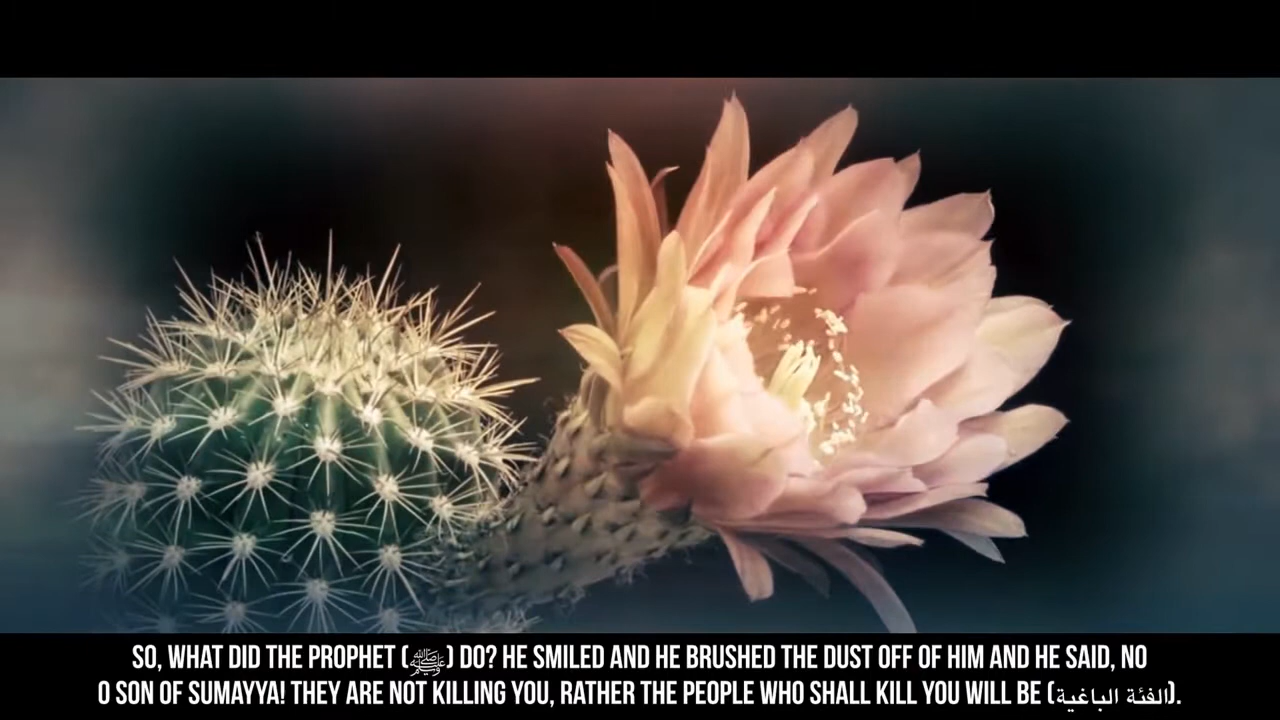 SO, WHAT DID THE PROPHET (ﷺ) DO? HE SMILED AND HE BRUSHED THE DUST OFF OF HIM AND HE SAID, NO
O SON OF SUMAYYA! THEY ARE NOT KILLING YOU, RATHER THE PEOPLE WHO SHALL KILL YOU WILL BE (الفئة الباغية).